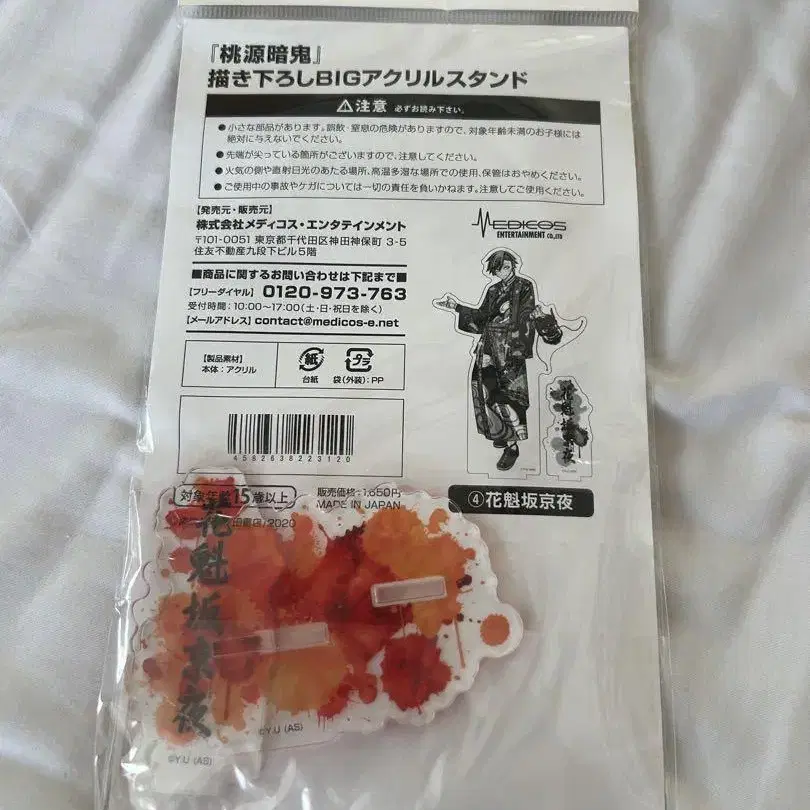 『桃源暗鬼』
描き下ろしBIGアクリルスタンド
注意 必ずお読み下さい。
●小さな部品があります。誤飲・窒息の危険がありますので、対象年齢未満のお子様には
絶対に与えないでください。
●先端が尖っている箇所がございますので、注意してください。
●火気の側や直射日光のあたる場所、高温多湿な場所での使用、保管はおやめください。
●ご使用中の事故やケガについては一切の責任を負いかねます。注意してご使用ください。
【発売元・販売元】
株式会社メディコス・エンタテインメント
〒101-0051 東京都千代田区神田神保町 3-5
住友不動産九段下ビル5階
MEDICOS
ENTERTAINMENT CO.,LTD
■商品に関するお問い合わせは下記まで■
【フリーダイヤル】 0120-973-763
受付時間:10:00～17:00(土・日・祝日を除く)
【メールアドレス】 contact@medicos-e.net
【製品素材】
本体:アクリル
紙
台紙
プラ
袋(外装):PP
4582638223120
花魁坂京夜
対象年齢15歳以上
販売価格:1,650円
MADE IN JAPAN
④花魁坂京夜
書店/2020
花魁坂京夜
©Y.U (AS)
©Y.U (AS)